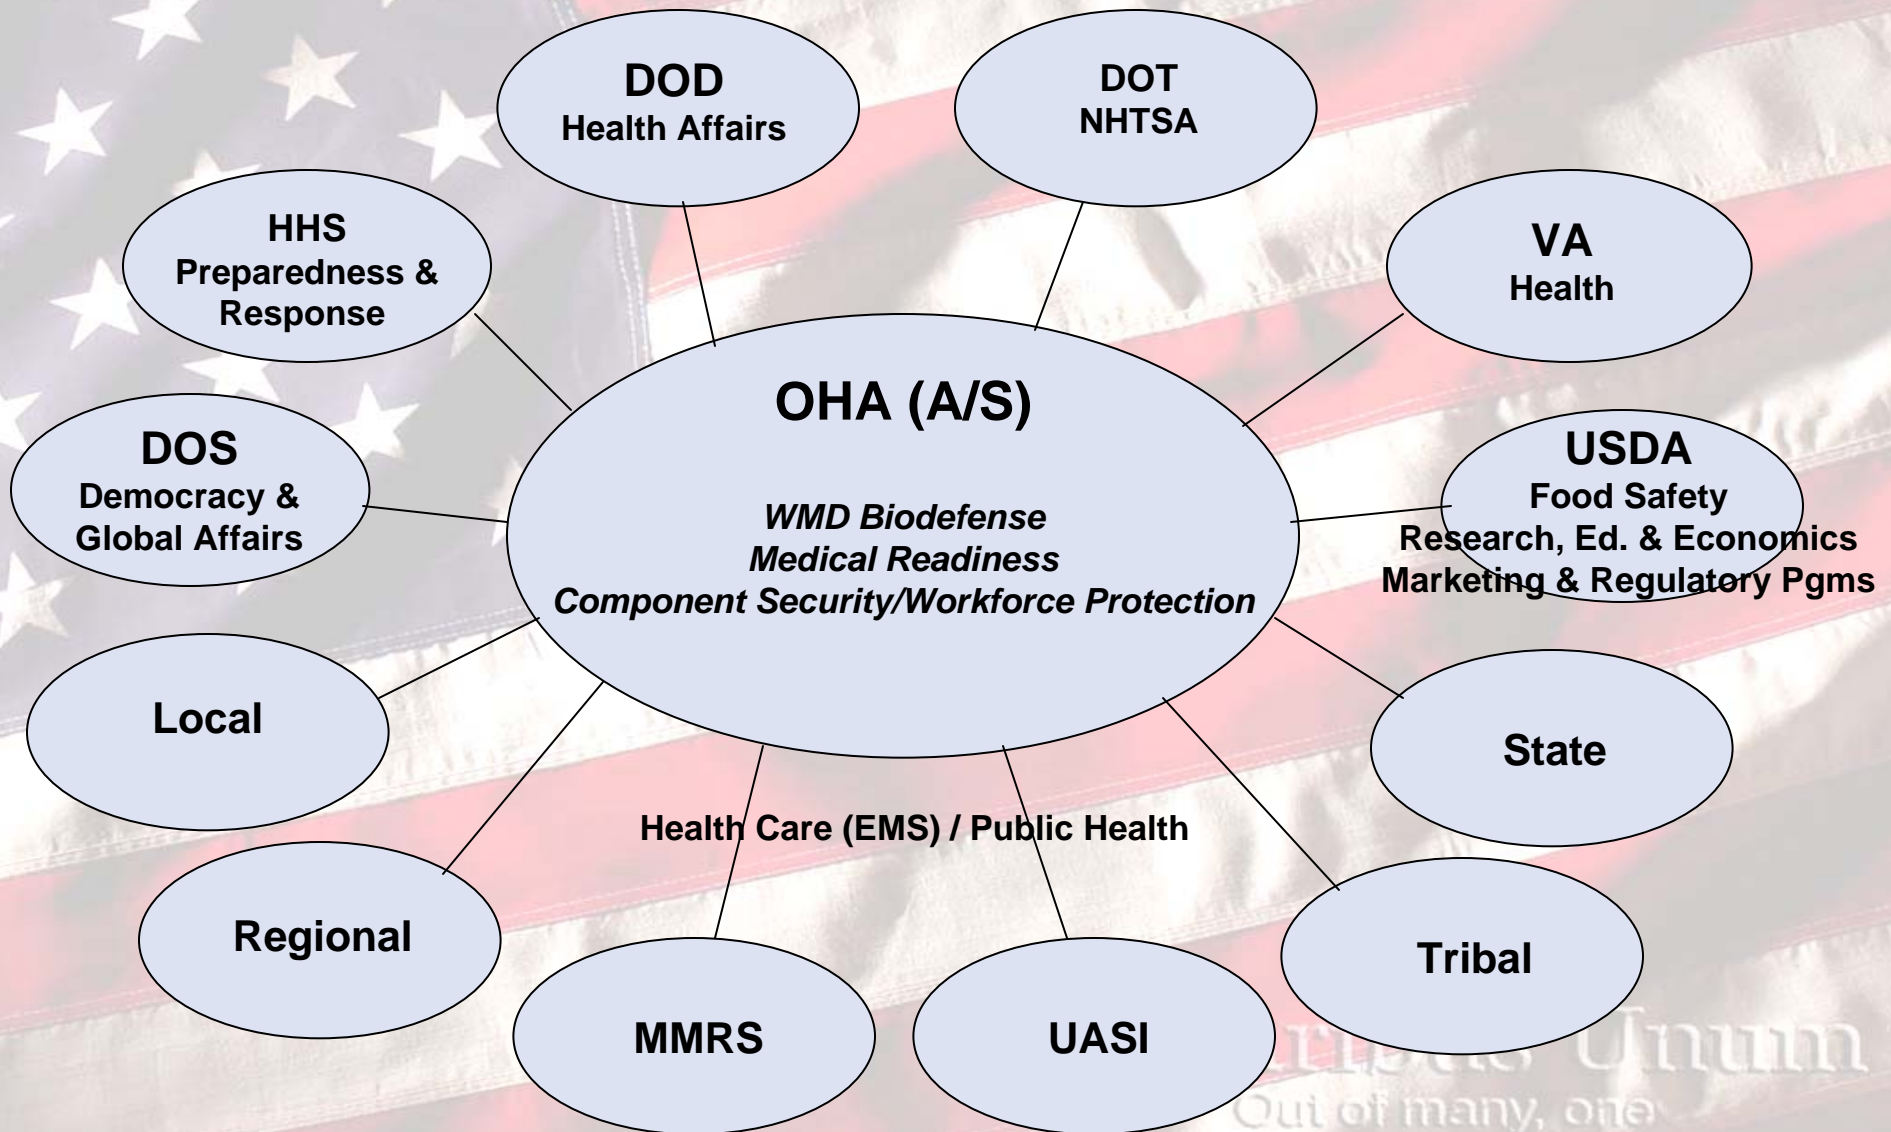 DOD
Health Affairs
DOT
NHTSA
HHS
Preparedness &
Response
VA
Health
OHA (A/S)
WMD Biodefense
Medical Readiness
Component Security/Workforce Protection
DOS
Democracy &
Global Affairs
USDA
Food Safety
Research, Ed. & Economics
Marketing & Regulatory Pgms
Local
State
Health Care (EMS) / Public Health
Regional
Tribal
MMRS
UASI
Unum
Out of many, one